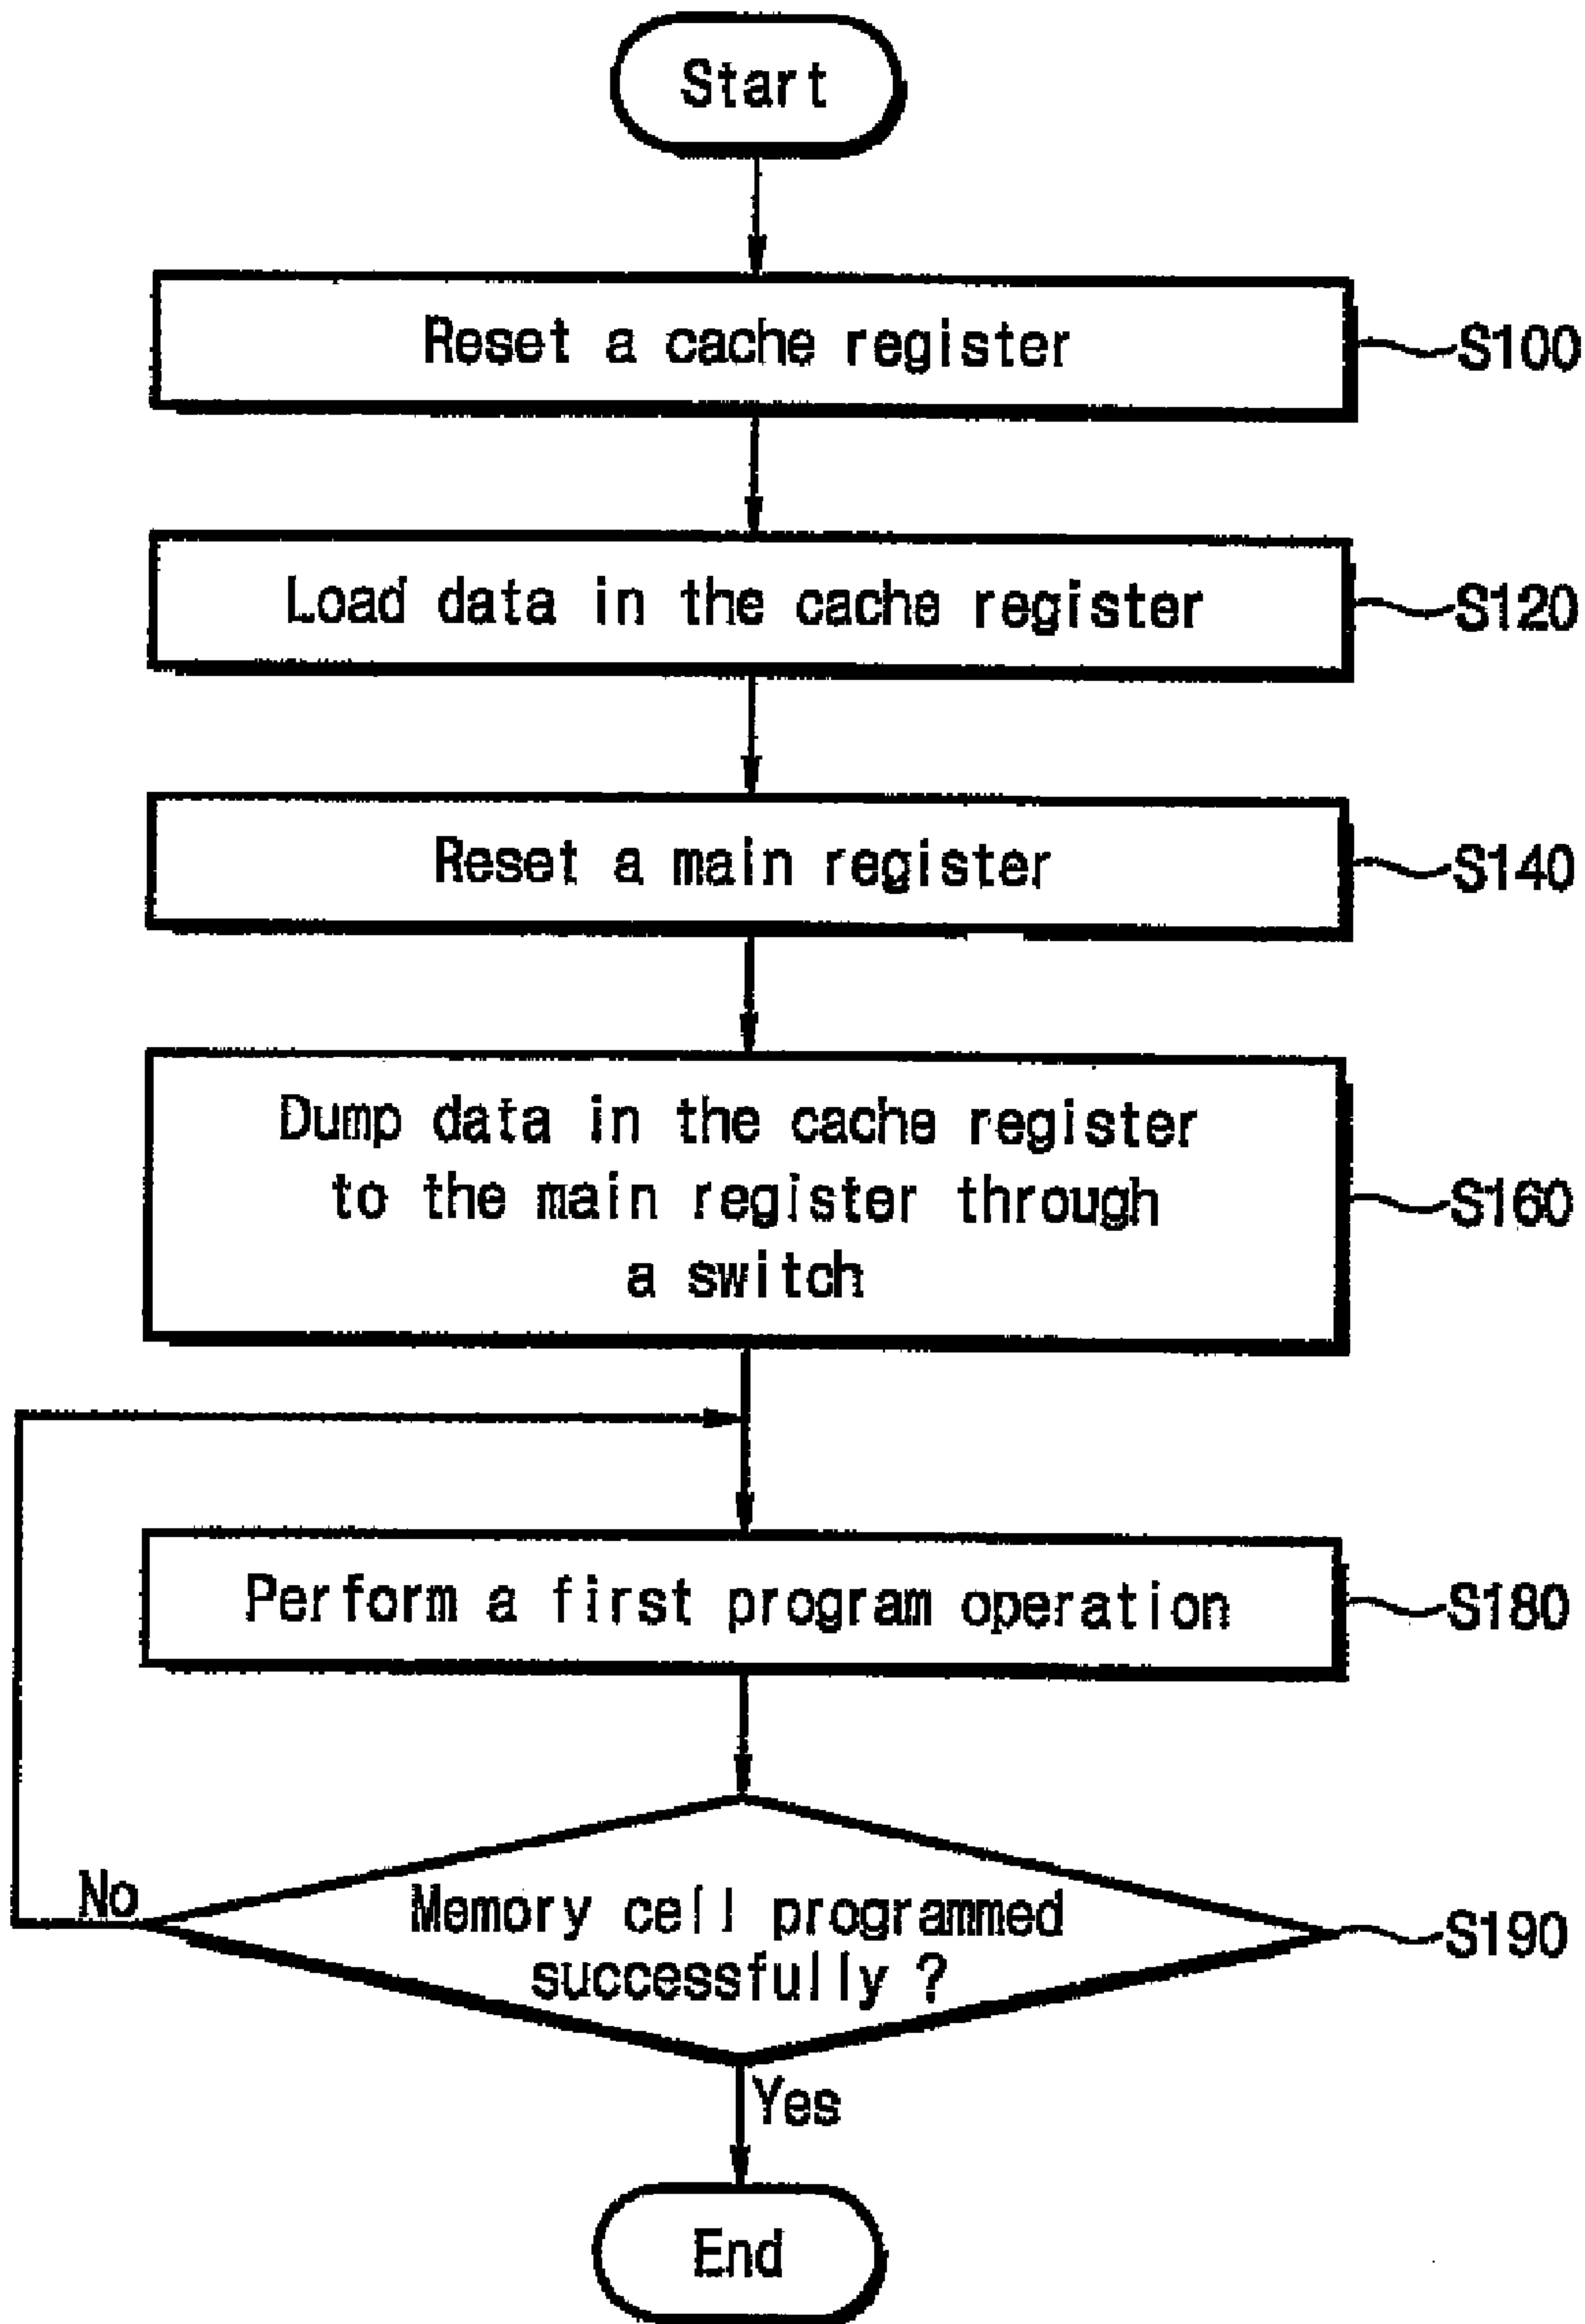 Start
Reset a cache register
S100
Load data in the cache register
S120
Reset a main register
S140
Dump data in the cache register
to the main register through
a switch
S160
Perform a first program operation
S180
No
Memory cell programmed
successfully ?
S190
Yes
End